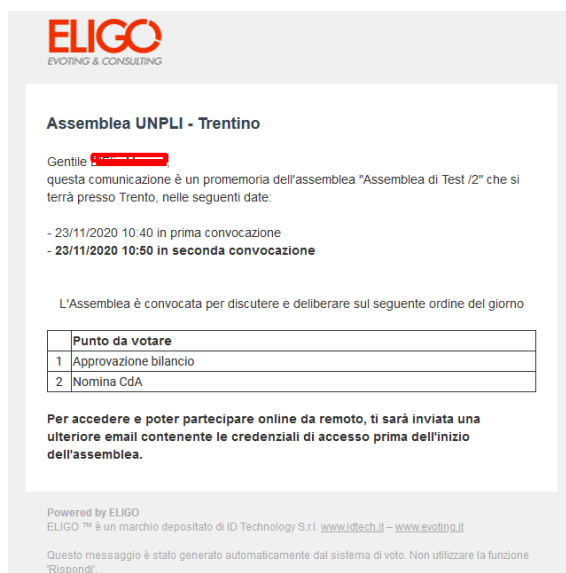 ELIGO
EVOTING & CONSULTING
Assemblea UNPLI - Trentino
Gentile
questa comunicazione è un promemoria dell'assemblea "Assemblea di Test /2" che si
terrà presso Trento, nelle seguenti date:
- 23/11/2020 10:40 in prima convocazione
- 23/11/2020 10:50 in seconda convocazione
L'Assemblea è convocata per discutere e deliberare sul seguente ordine del giorno
Punto da votare
1 Approvazione bilancio
2 Nomina CdA
Per accedere e poter partecipare online da remoto, ti sarà inviata una
ulteriore email contenente le credenziali di accesso prima dell'inizio
dell'assemblea.
Powered by ELIGO
ELIGO ™ è un marchio depositato di ID Technology S.r.l. www.idtech.it – www.evoting.it
Questo messaggio è stato generato automaticamente dal sistema di voto. Non utilizzare la funzione
'Rispondi'.